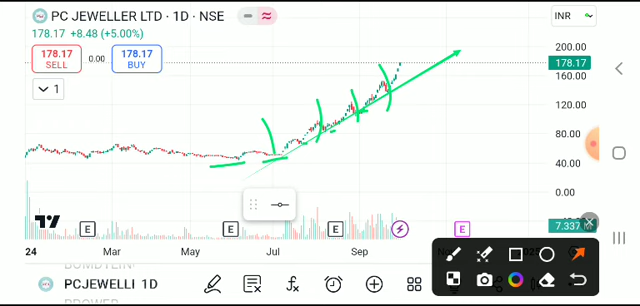 PC JEWELLER LTD · 1D · NSE
INR
178.17 +8.48 (+5.00%)
178.17
SELL
0.00
178.17
BUY
1
200.00
178.17
160.00
120.00
80.00
40.00
0.00
7.337
E
E
E
E
24
Mar
May
Jul
Sep
PCJEWELLI 1D